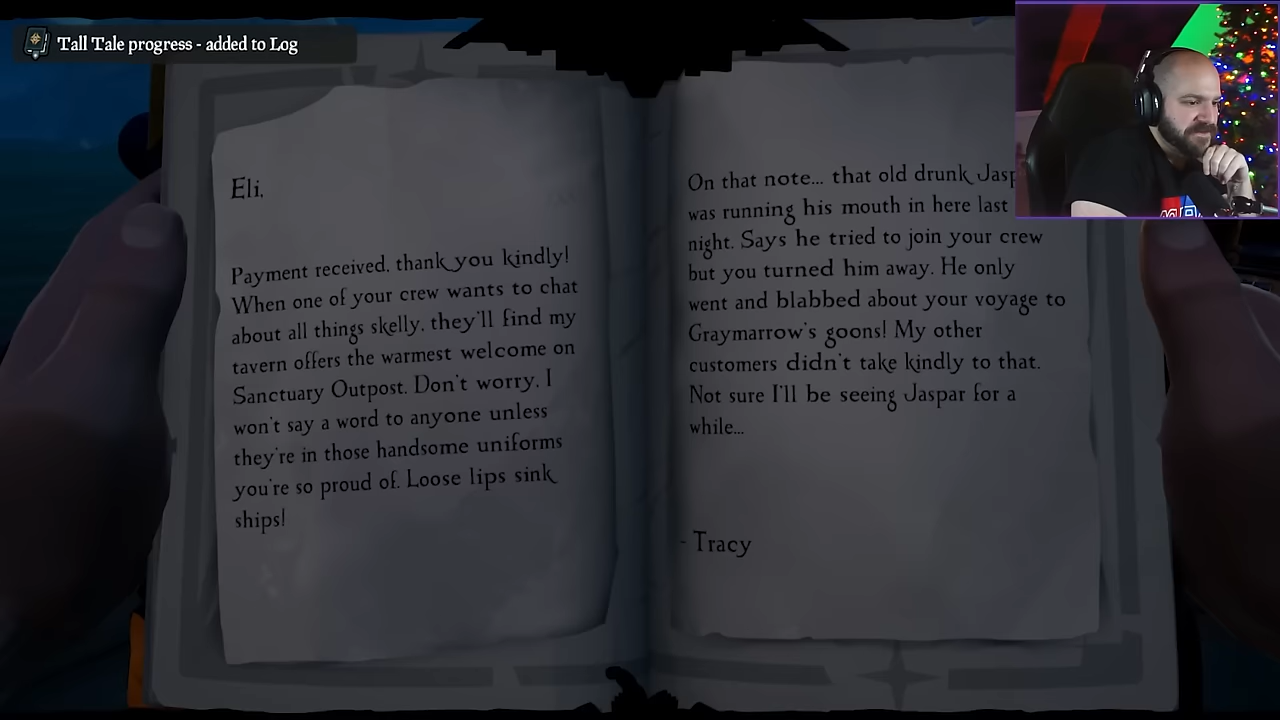 Tall Tale progress - added to Log
Eli,
Payment received, thank you kindly!
When one of your crew wants to chat
about all things skelly, they'll find my
tavern offers the warmest welcome on
Sanctuary Outpost. Don't worry, I
won't say a word to anyone unless
they're in those handsome uniforms
you're so proud of. Loose lips sink
ships!
On that note... that old drunk Jasp
was running his mouth in here last
night. Says he tried to join your crew
but you turned him away. He only
went and blabbed about your voyage to
Graymarrow's goons! My other
customers didn't take kindly to that.
Not sure I'll be seeing Jaspar for a
while...
- Tracy